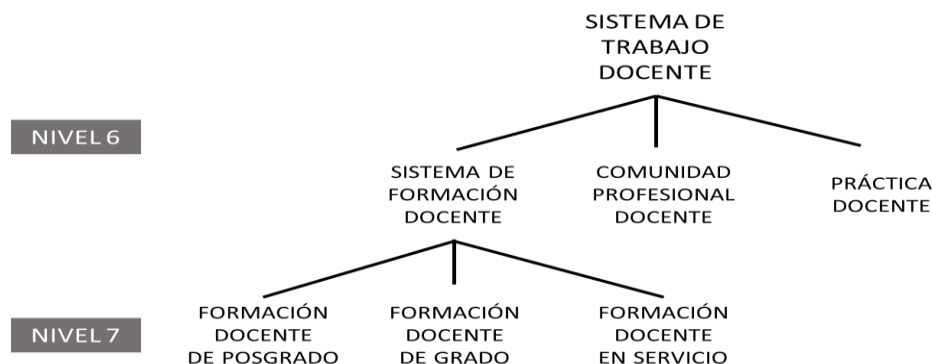 SISTEMA DE
TRABAJO
DOCENTE
NIVEL 6
SISTEMA DE
FORMACIÓN
DOCENTE
COMUNIDAD
PROFESIONAL
DOCENTE
PRÁCTICA
DOCENTE
NIVEL 7
FORMACIÓN
DOCENTE
DE POSGRADO
FORMACIÓN
DOCENTE
DE GRADO
FORMACIÓN
DOCENTE
EN SERVICIO